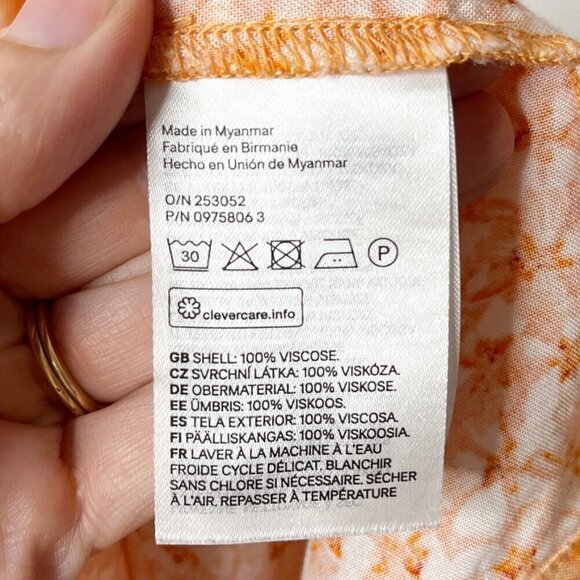 Made in Myanmar
Fabriqué en Birmanie
Hecho en Unión de Myanmar
O/N 253052
P/N 0975806 3
30 P
clevercare.info
GB SHELL: 100% VISCOSE.
CZ SVRCHNÍ LÁTKA: 100% VISKÓZA.
DE OBERMATERIAL: 100% VISKOSE.
EE ÜMBRIS: 100% VISKOOS.
ES TELA EXTERIOR: 100% VISCOSA.
FI PÄÄLLISKANGAS: 100% VISKOOSIA.
FR LAVER À LA MACHINE À L'EAU
FROIDE CYCLE DÉLICAT, BLANCHIR
SANS CHLORE SI NÉCESSAIRE, SÉCHER
À L'AIR, REPASSER À TEMPÉRATURE